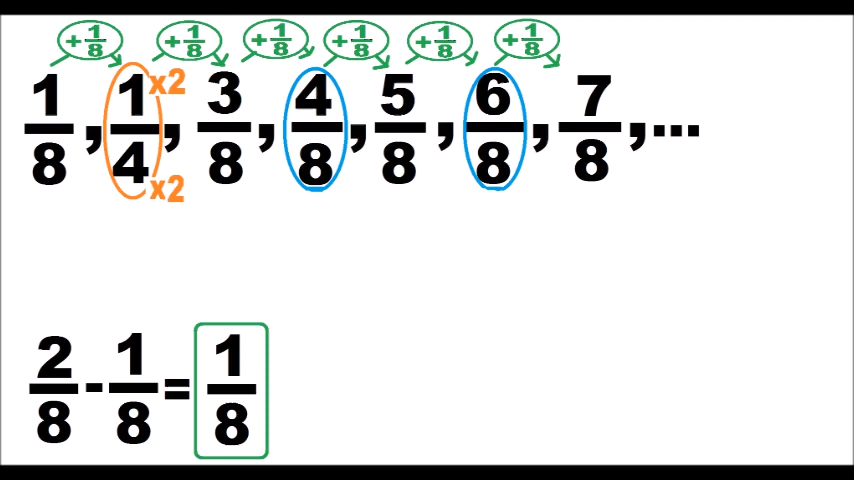 +1/8 +1/8 +1/8 +1/8 +1/8 +1/8
1/8, 1/4 x2 x2, 3/8, 4/8, 5/8, 6/8, 7/8,...
2/8 - 1/8 = 1/8